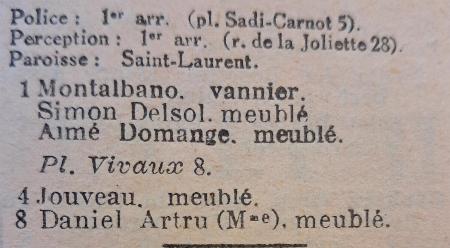 Police : 1er arr. (pl. Sadi-Carnot 5).
Perception : 1er arr. (r. de la Joliette 28).
Paroisse : Saint-Laurent.
1 Montalbano. vannier.
Simon Delsol. meublé.
Aimé Domange. meublé.
Pl. Vivaux 8.
4 Jouveau. meublé.
8 Daniel Artru (Mme), meublé.